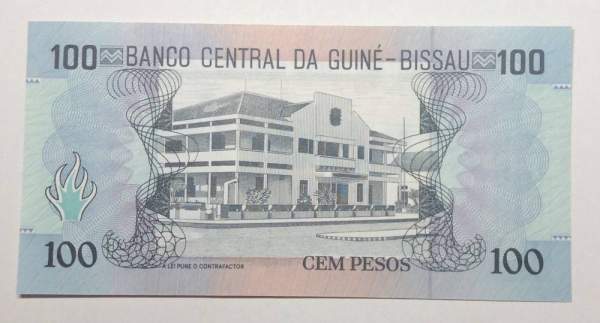 100 BANCO CENTRAL DA GUINÉ-BISSAU 100
100 A LEI PUNE O CONTRAFACTOR CEM PESOS 100